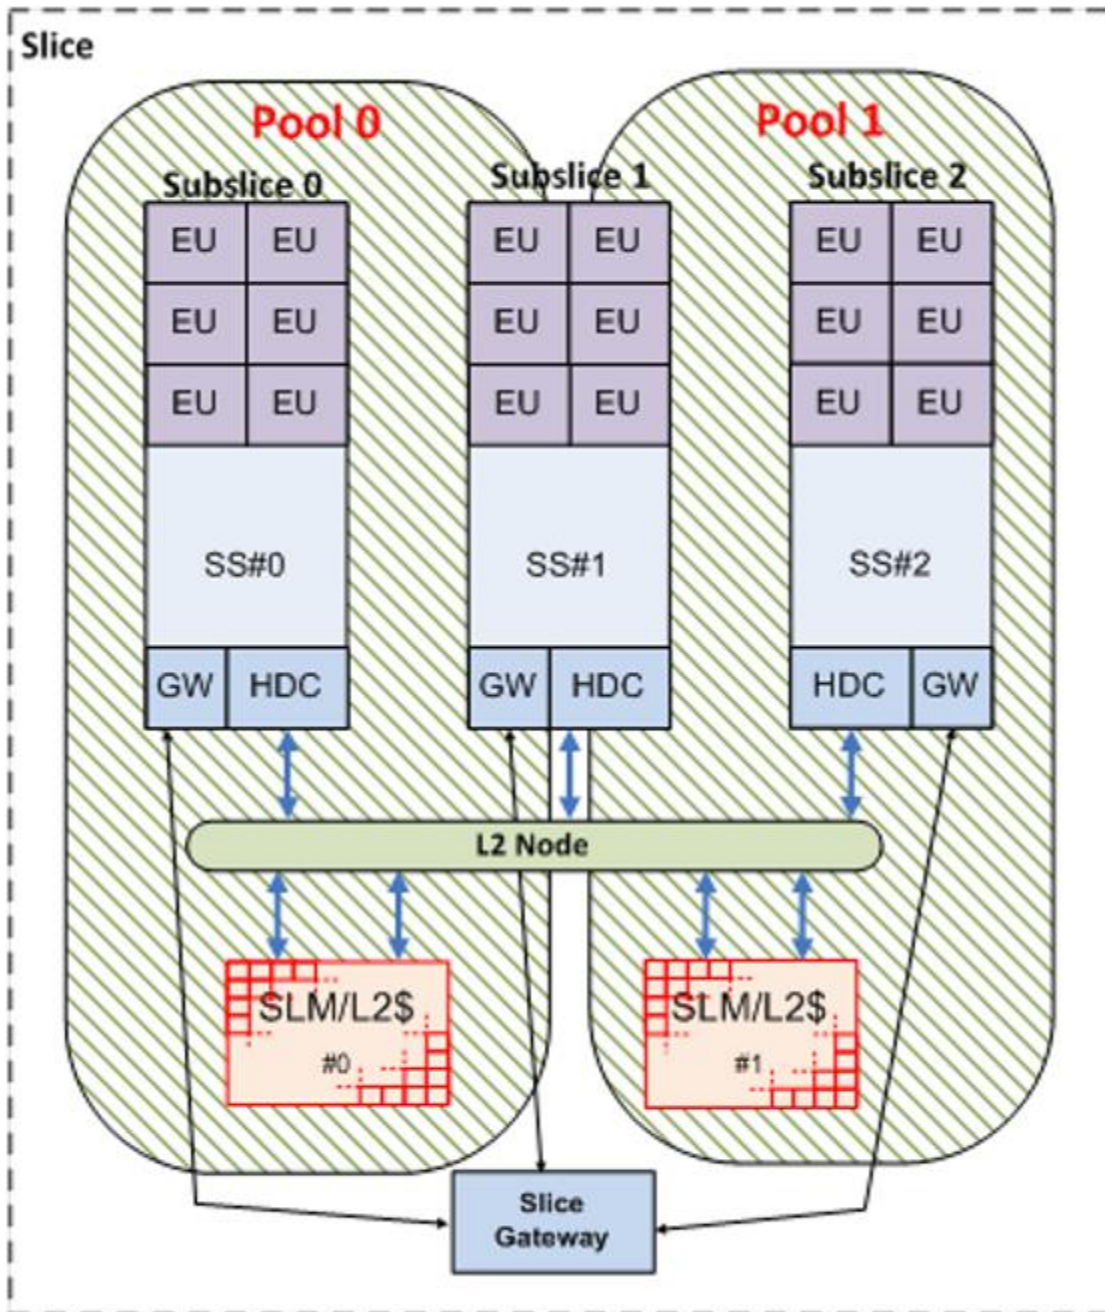 Slice
Pool 0
Pool 1
Subslice 0
Subslice 1
Subslice 2
EU EU EU EU EU EU
EU EU EU EU EU EU
EU EU EU EU EU EU
SS#0 SS#1 SS#2
GW HDC GW HDC HDC GW
L2 Node
SLM/L2$
#0
SLM/L2$
#1
Slice
Gateway